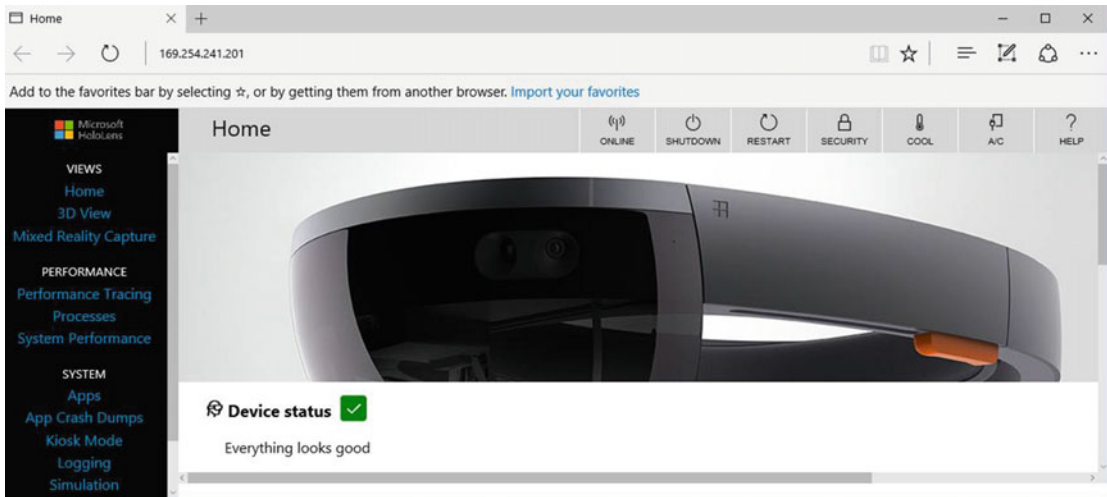 Home
169.254.241.201
Add to the favorites bar by selecting ☆, or by getting them from another browser. Import your favorites
Microsoft
HoloLens
Home
ONLINE
SHUTDOWN
RESTART
SECURITY
COOL
A/C
HELP
VIEWS
Home
3D View
Mixed Reality Capture
PERFORMANCE
Performance Tracing
Processes
System Performance
SYSTEM
Apps
App Crash Dumps
Kiosk Mode
Logging
Simulation
Device status
Everything looks good